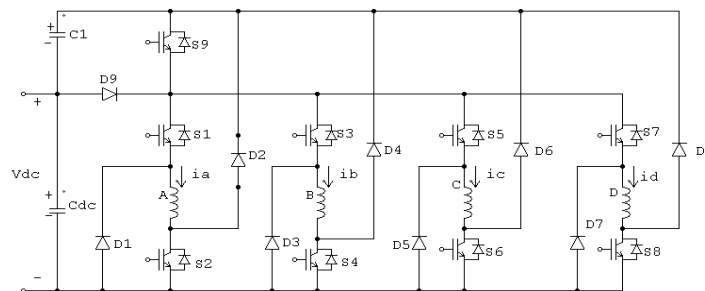 C1
S9
D9
+
S1
S3
S5
S7
D2
D4
D6
D
Vdc
ia
ib
ic
id
A
B
C
D
Cdc
D1
D3
D5
D7
S2
S4
S6
S8
−